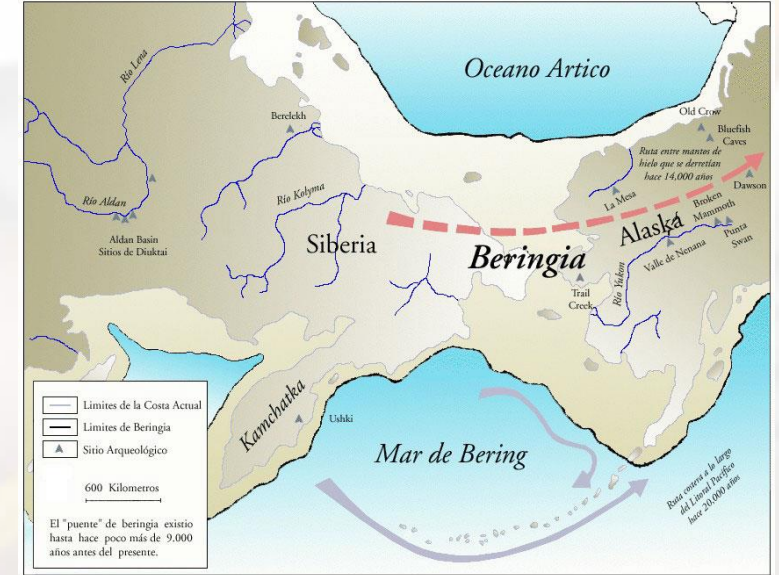 Oceano Artico
Río Lena
Berelekh
Old Crow
Bluefish
Caves
Ruta entre mantos de
hielo que se derretían
hace 14,000 años
Dawson
Río Aldan
Río Kolyma
La Mesa
Broken
Mammoth
Aldan Basin
Sitios de Diuktai
Siberia
Beringia
Alaska
Valle de Nenana
Punta
Swan
Trail
Creek
Río Yukon
Kamchatka
Ushki
Mar de Bering
Ruta costera a lo largo
del Litoral Pacífico
hace 20,000 años
Limites de la Costa Actual
Limites de Beringia
Sitio Arqueológico
600 Kilometros
El "puente" de beringia existio
hasta hace poco más de 9.000
años antes del presente.